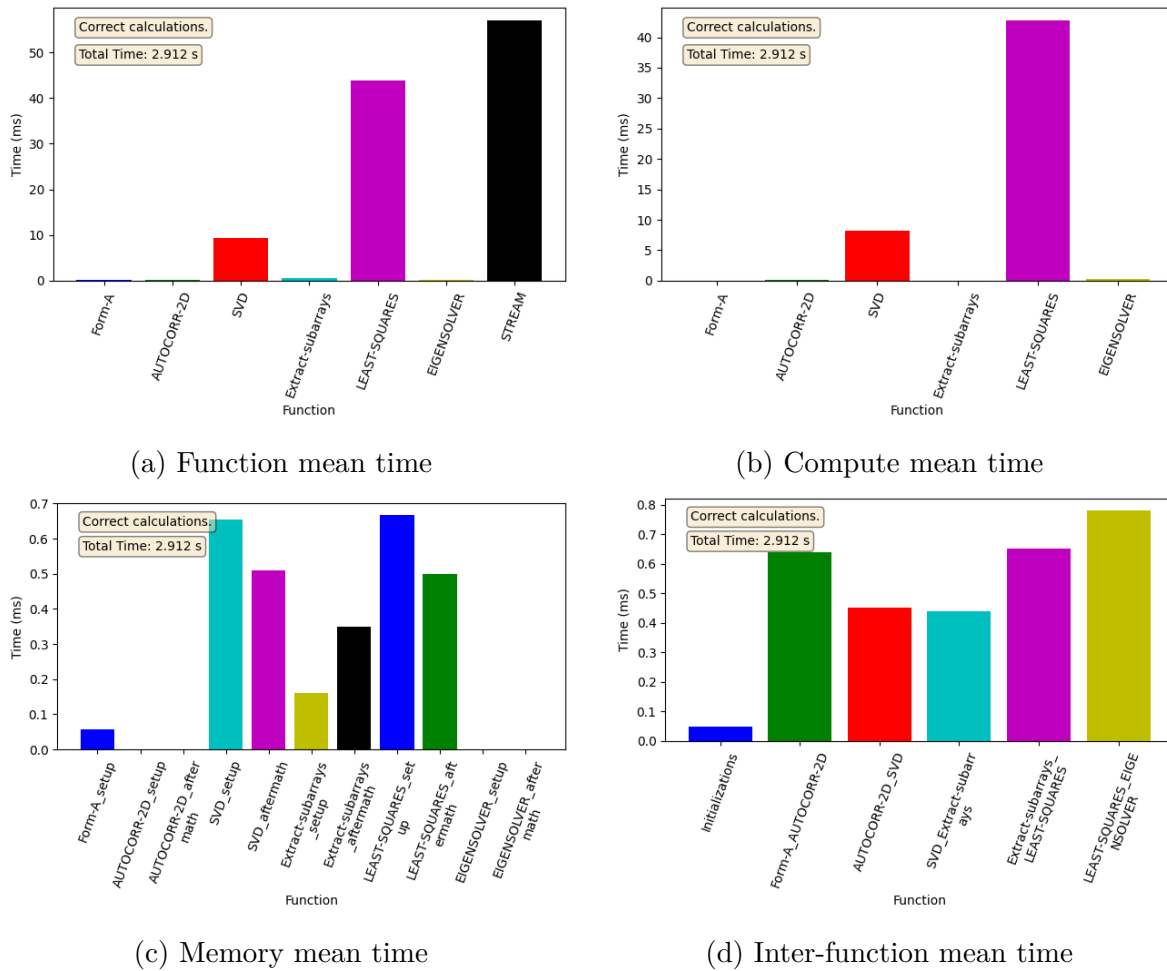 Correct calculations.
Total Time: 2.912 s
Time (ms)
50
40
30
20
10
0
Form-A
AUTOCORR-2D
SVD
Extract-subarrays
LEAST-SQUARES
EIGENSOLVER
STREAM
Function
(a) Function mean time
Correct calculations.
Total Time: 2.912 s
Time (ms)
40
35
30
25
20
15
10
5
0
Form-A
AUTOCORR-2D
SVD
Extract-subarrays
LEAST-SQUARES
EIGENSOLVER
Function
(b) Compute mean time
Correct calculations.
Total Time: 2.912 s
Time (ms)
0.7
0.6
0.5
0.4
0.3
0.2
0.1
0.0
Form-A_setup
AUTOCORR-2D_setup
AUTOCORR-2D_after
math
SVD_setup
SVD_aftermath
Extract-subarrays
_setup
Extract-subarrays
_aftermath
LEAST-SQUARES_set
up
LEAST-SQUARES_aft
ermath
EIGENSOLVER_setup
EIGENSOLVER_after
math
Function
(c) Memory mean time
Correct calculations.
Total Time: 2.912 s
Time (ms)
0.8
0.7
0.6
0.5
0.4
0.3
0.2
0.1
0.0
Initializations
Form-A_AUTOCORR-2D
AUTOCORR-2D_SVD
SVD_Extract-subarr
ays
Extract-subarrays_
LEAST-SQUARES
LEAST-SQUARES_EIGE
NSOLVER
Function
(d) Inter-function mean time